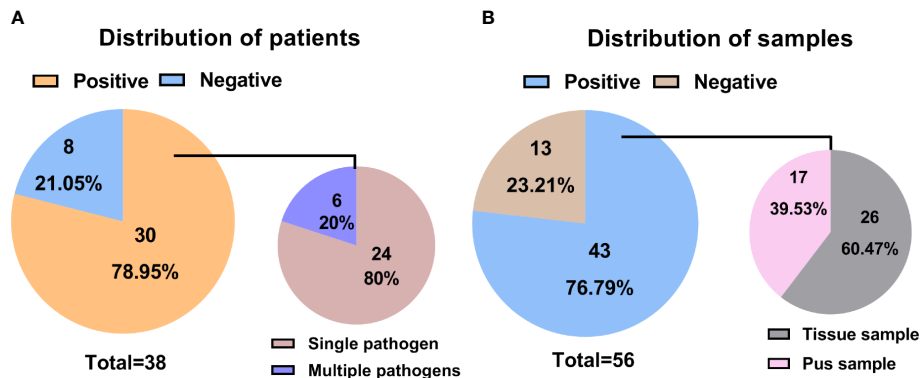 A
Distribution of patients
Positive Negative
8
21.05%
30
78.95%
Total=38
6
20%
24
80%
Single pathogen
Multiple pathogens
B
Distribution of samples
Positive Negative
13
23.21%
43
76.79%
Total=56
17
39.53%
26
60.47%
Tissue sample
Pus sample